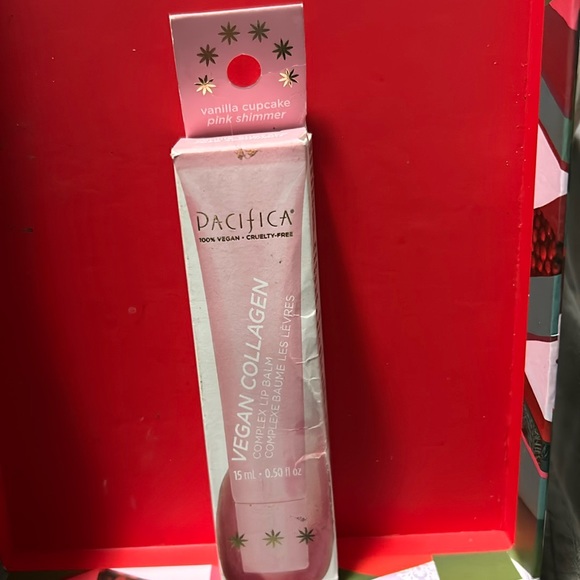 vanilla cupcake
pink shimmer
PACIFICA®
100% VEGAN • CRUELTY-FREE
VEGAN COLLAGEN
COMPLEX LIP BALM
COMPLEXE BAUME LES LÈVRES
15 mL • 0.50 fl oz